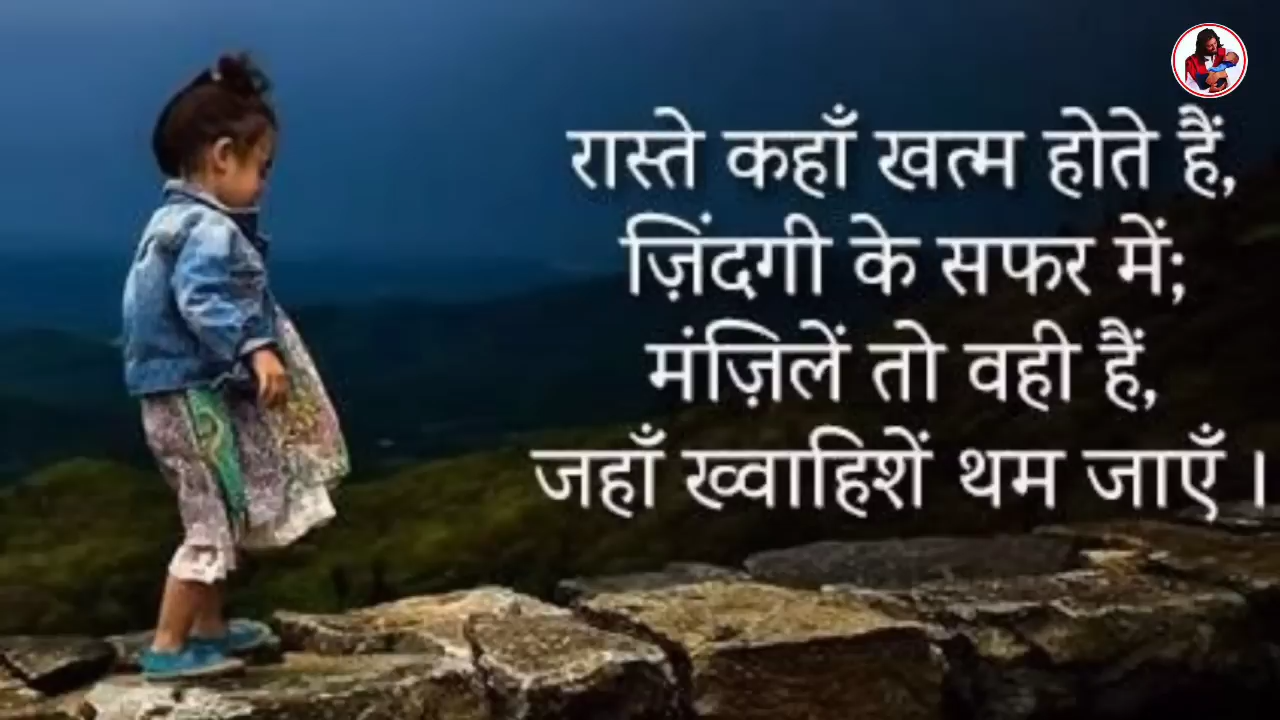 रास्ते कहाँ खत्म होते हैं,
ज़िंदगी के सफर में;
मंज़िलें तो वही हैं,
जहाँ ख्वाहिशें थम जाएँ ।